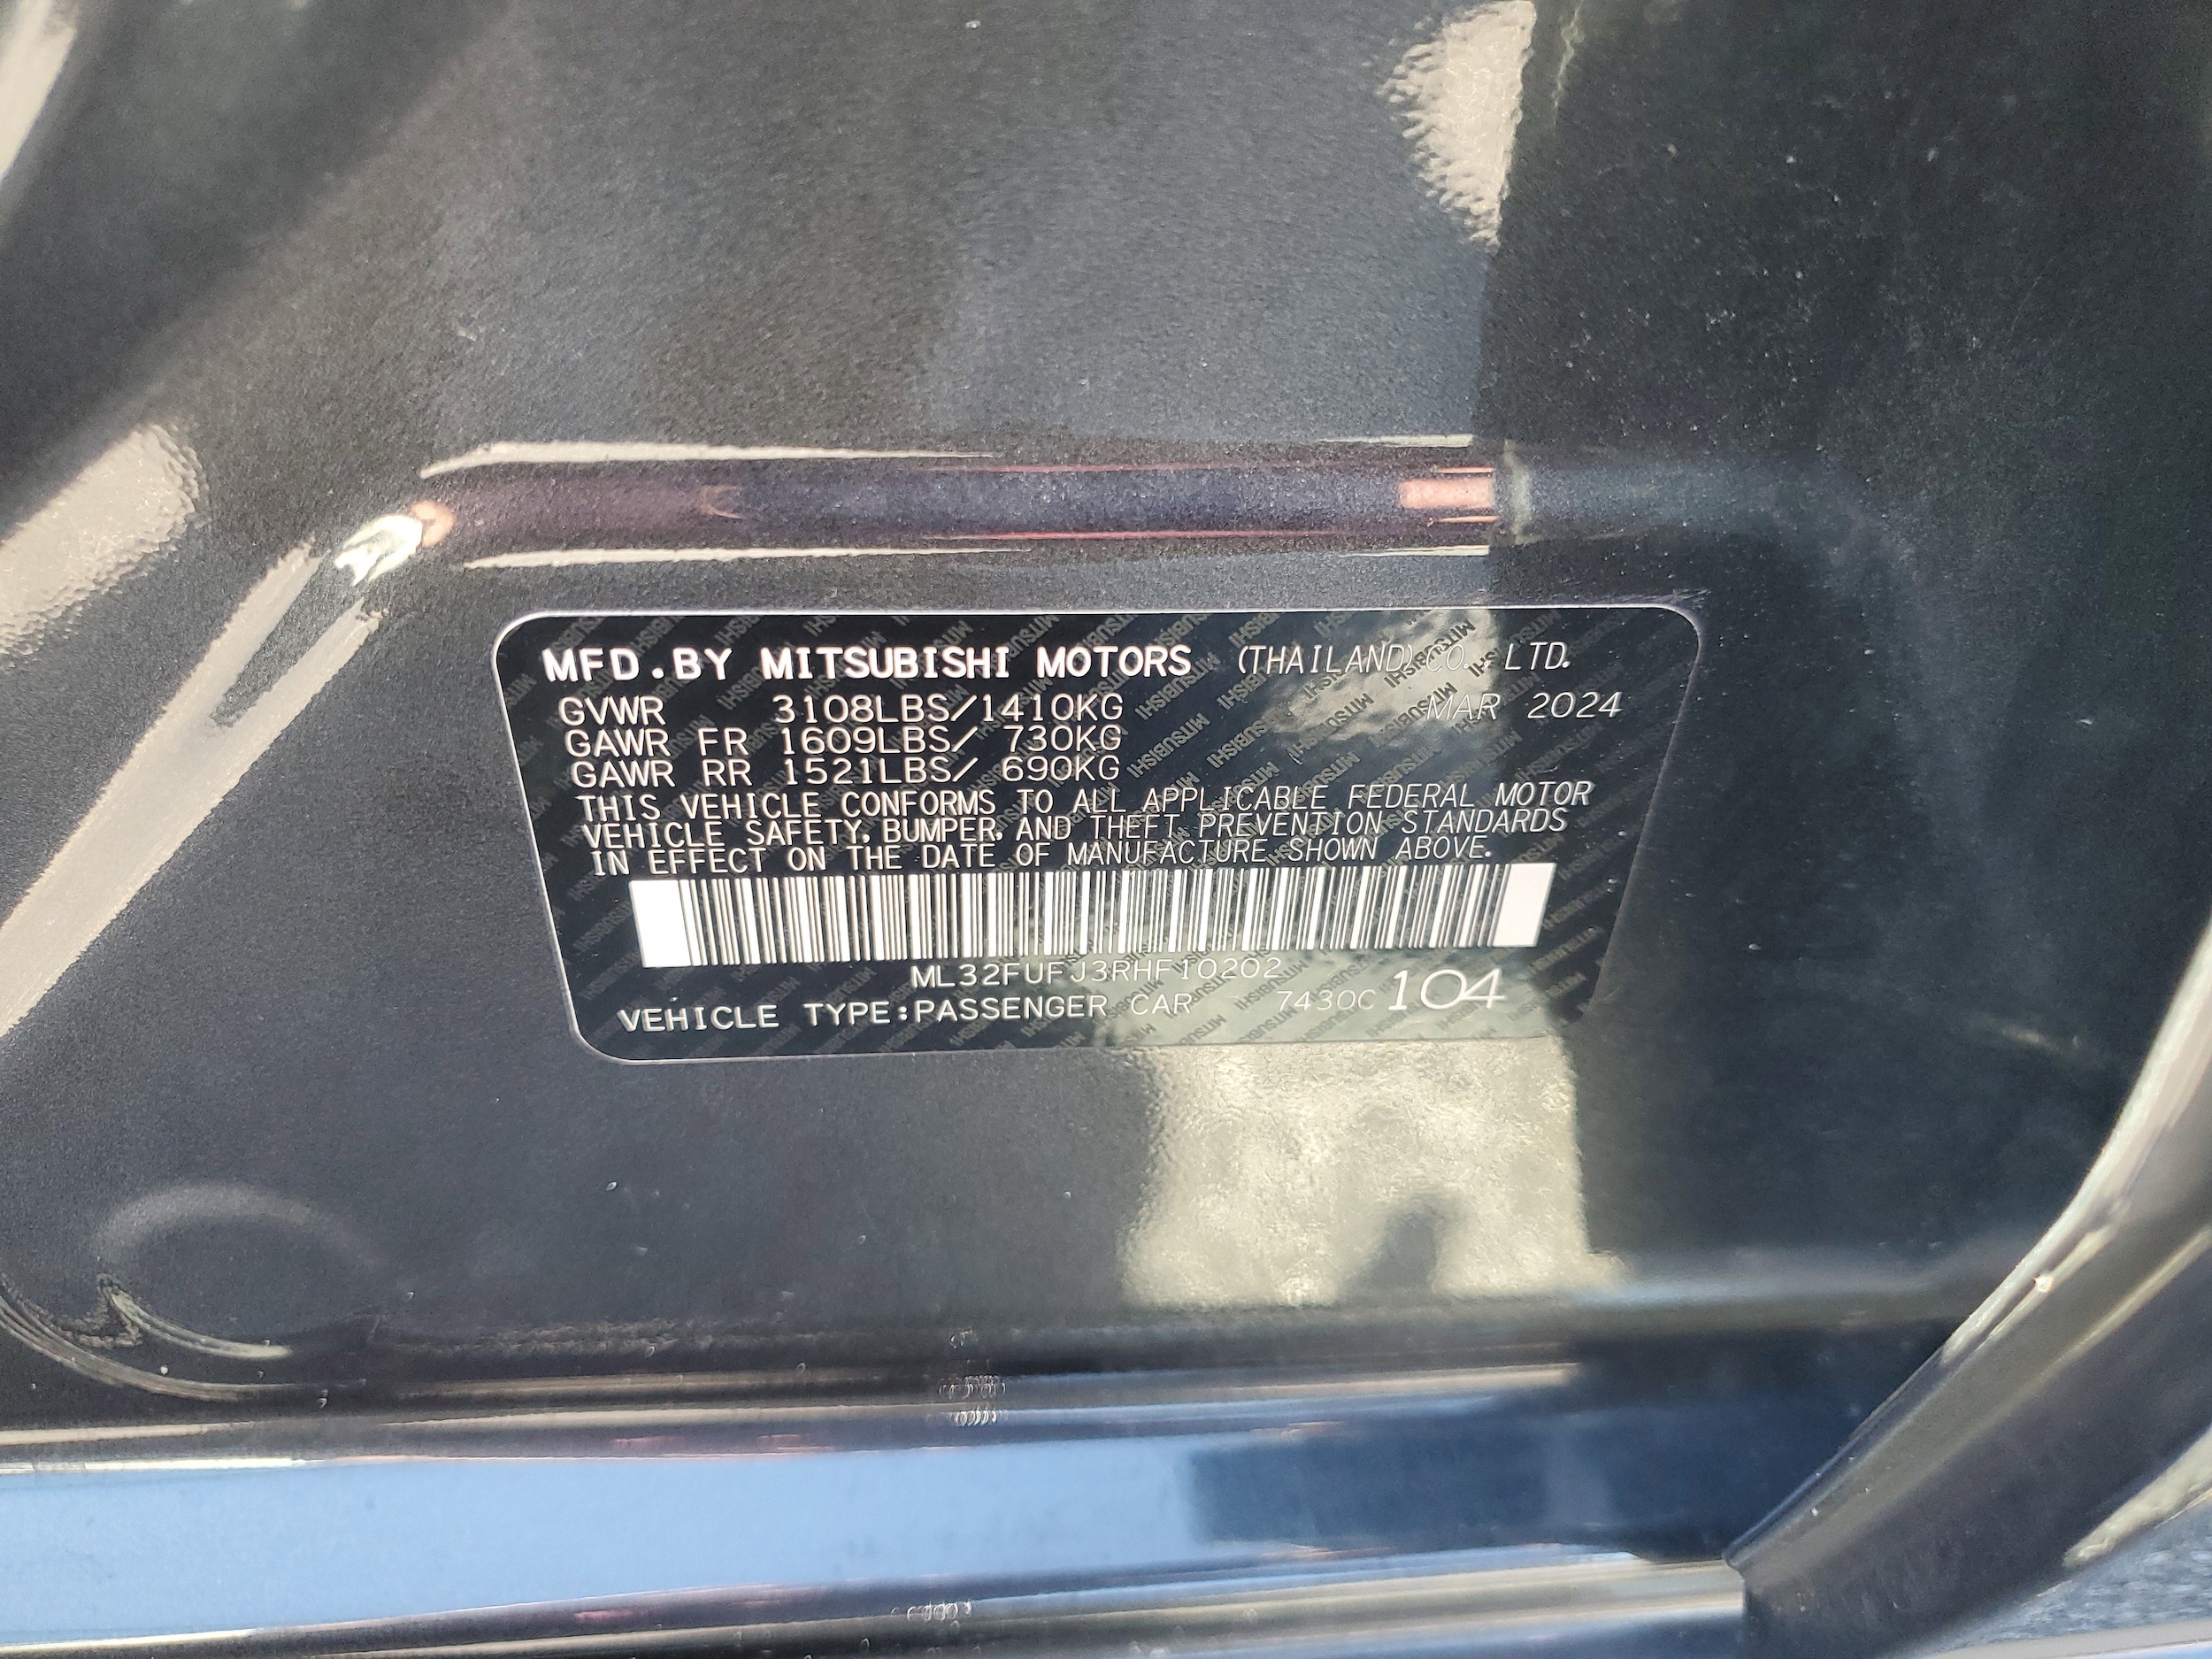 MFD.BY MITSUBISHI MOTORS (THAILAND) CO. LTD.
GVWR 3108LBS/1410KG MAR 2024
GAWR FR 1609LBS/ 730KG
GAWR RR 1521LBS/ 690KG
THIS VEHICLE CONFORMS TO ALL APPLICABLE FEDERAL MOTOR
VEHICLE SAFETY, BUMPER, AND THEFT PREVENTION STANDARDS
IN EFFECT ON THE DATE OF MANUFACTURE SHOWN ABOVE.
ML32FUFJ3RHF10202
VEHICLE TYPE:PASSENGER CAR 7430C 104